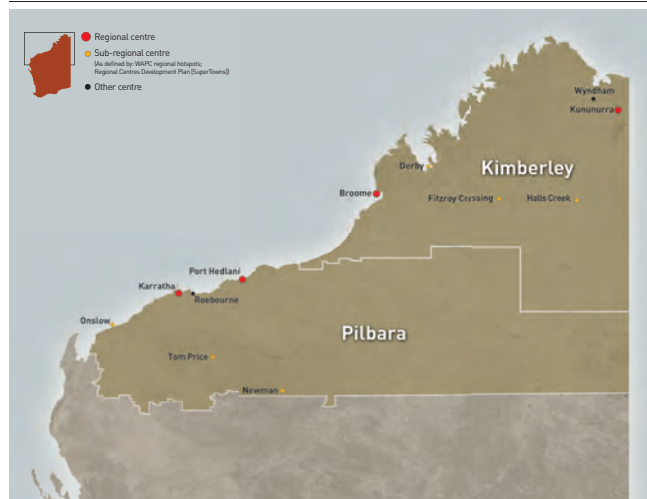 Regional centre
Sub-regional centre
(As defined by: WAPC regional hotspots;
Regional Centres Development Plan (SuperTowns))
Other centre
Wyndham
Kununurra
Derby
Kimberley
Broome
Fitzroy Crossing
Halls Creek
Port Hedland
Karratha
Roebourne
Onslow
Pilbara
Tom Price
Newman